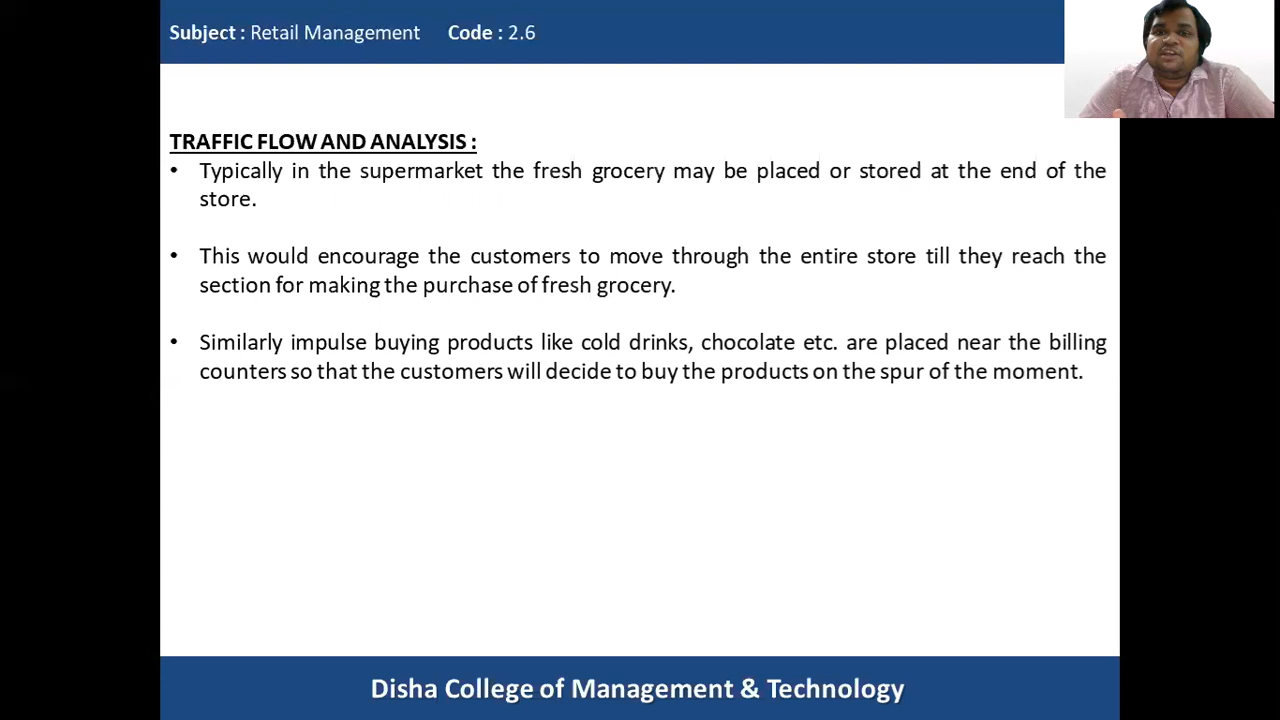 Subject : Retail Management Code : 2.6
TRAFFIC FLOW AND ANALYSIS :
• Typically in the supermarket the fresh grocery may be placed or stored at the end of the
store.
• This would encourage the customers to move through the entire store till they reach the
section for making the purchase of fresh grocery.
• Similarly impulse buying products like cold drinks, chocolate etc. are placed near the billing
counters so that the customers will decide to buy the products on the spur of the moment.
Disha College of Management & Technology